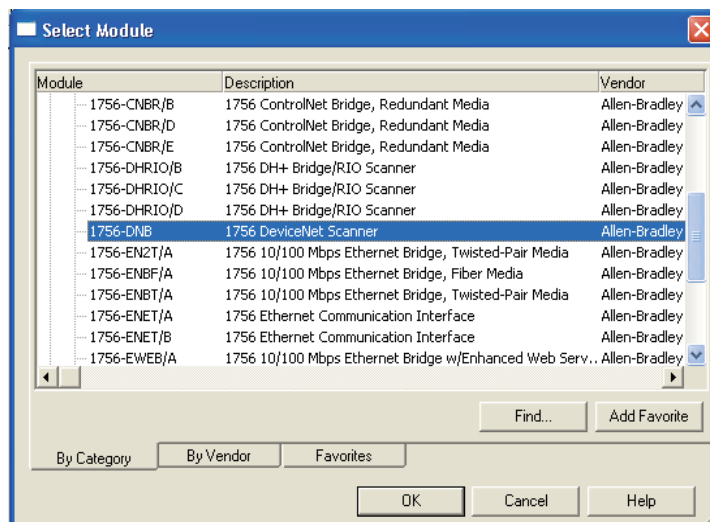 Select Module
Module Description Vendor
1756-CNBR/B 1756 ControlNet Bridge, Redundant Media Allen-Bradley
1756-CNBR/D 1756 ControlNet Bridge, Redundant Media Allen-Bradley
1756-CNBR/E 1756 ControlNet Bridge, Redundant Media Allen-Bradley
1756-DHRIO/B 1756 DH+ Bridge/RIO Scanner Allen-Bradley
1756-DHRIO/C 1756 DH+ Bridge/RIO Scanner Allen-Bradley
1756-DHRIO/D 1756 DH+ Bridge/RIO Scanner Allen-Bradley
1756-DNB 1756 DeviceNet Scanner Allen-Bradley
1756-EN2T/A 1756 10/100 Mbps Ethernet Bridge, Twisted-Pair Media Allen-Bradley
1756-ENBF/A 1756 10/100 Mbps Ethernet Bridge, Fiber Media Allen-Bradley
1756-ENBT/A 1756 10/100 Mbps Ethernet Bridge, Twisted-Pair Media Allen-Bradley
1756-ENET/A 1756 Ethernet Communication Interface Allen-Bradley
1756-ENET/B 1756 Ethernet Communication Interface Allen-Bradley
1756-EWEB/A 1756 10/100 Mbps Ethernet Bridge w/Enhanced Web Serv.. Allen-Bradley
Find... Add Favorite
By Category By Vendor Favorites
OK Cancel Help